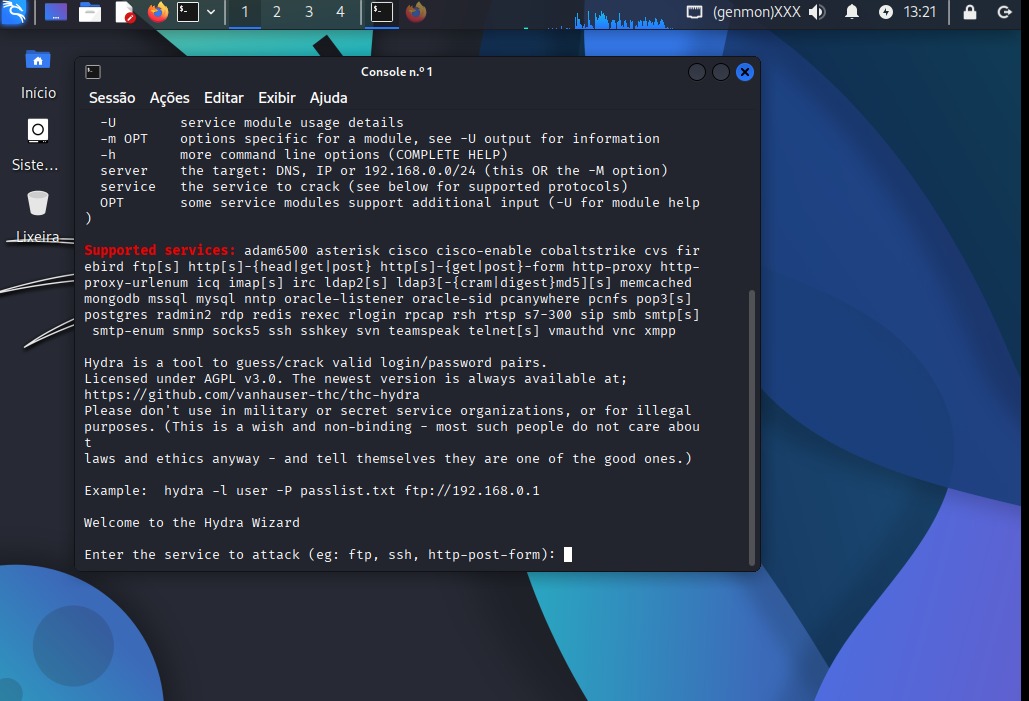 1 2 3 4 (genmon)XXX 13:21
Console n.º 1
Início
Sessão Ações Editar Exibir Ajuda
-U service module usage details
-m OPT options specific for a module, see -U output for information
-h more command line options (COMPLETE HELP)
Siste...
server the target: DNS, IP or 192.168.0.0/24 (this OR the -M option)
service the service to crack (see below for supported protocols)
OPT some service modules support additional input (-U for module help
)
Lixeira
Supported services: adam6500 asterisk cisco cisco-enable cobaltstrike cvs fir
ebird ftp[s] http[s]-{head|get|post} http[s]-{get|post}-form http-proxy http-
proxy-urlenum icq imap[s] irc ldap2[s] ldap3[-{cram|digest}md5][s] memcached
mongodb mssql mysql nntp oracle-listener oracle-sid pcanywhere pcnfs pop3[s]
postgres radmin2 rdp redis rexec rlogin rpcap rsh rtsp s7-300 sip smb smtp[s]
smtp-enum snmp socks5 ssh sshkey svn teamspeak telnet[s] vmauthd vnc xmpp
Hydra is a tool to guess/crack valid login/password pairs.
Licensed under AGPL v3.0. The newest version is always available at;
https://github.com/vanhauser-thc/thc-hydra
Please don't use in military or secret service organizations, or for illegal
purposes. (This is a wish and non-binding - most such people do not care abou
t
laws and ethics anyway - and tell themselves they are one of the good ones.)
Example: hydra -l user -P passlist.txt ftp://192.168.0.1
Welcome to the Hydra Wizard
Enter the service to attack (eg: ftp, ssh, http-post-form):